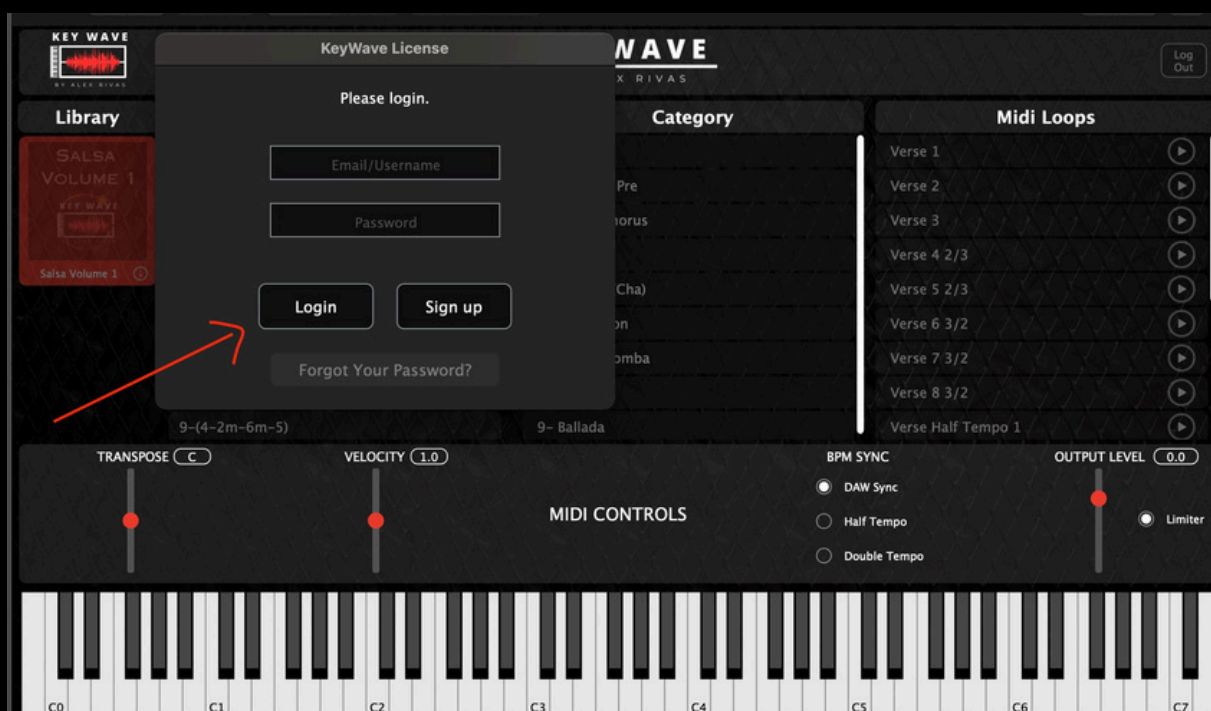 KEY WAVE
BY ALEX RIVAS
KeyWave License
WAVE
X RIVAS
Log
Out
Please login.
Library
Category
Midi Loops
SALSA
VOLUME 1
KEY WAVE
Salsa Volume 1
Email/Username
Password
Login
Sign up
Forgot Your Password?
Pre
horus
(Cha)
on
omba
9-(4-2m-6m-5)
9- Ballada
Verse 1
Verse 2
Verse 3
Verse 4 2/3
Verse 5 2/3
Verse 6 3/2
Verse 7 3/2
Verse 8 3/2
Verse Half Tempo 1
TRANSPOSE C
VELOCITY 1.0
MIDI CONTROLS
BPM SYNC
DAW Sync
Half Tempo
Double Tempo
OUTPUT LEVEL 0.0
Limiter
C0 C1 C2 C3 C4 C5 C6 C7